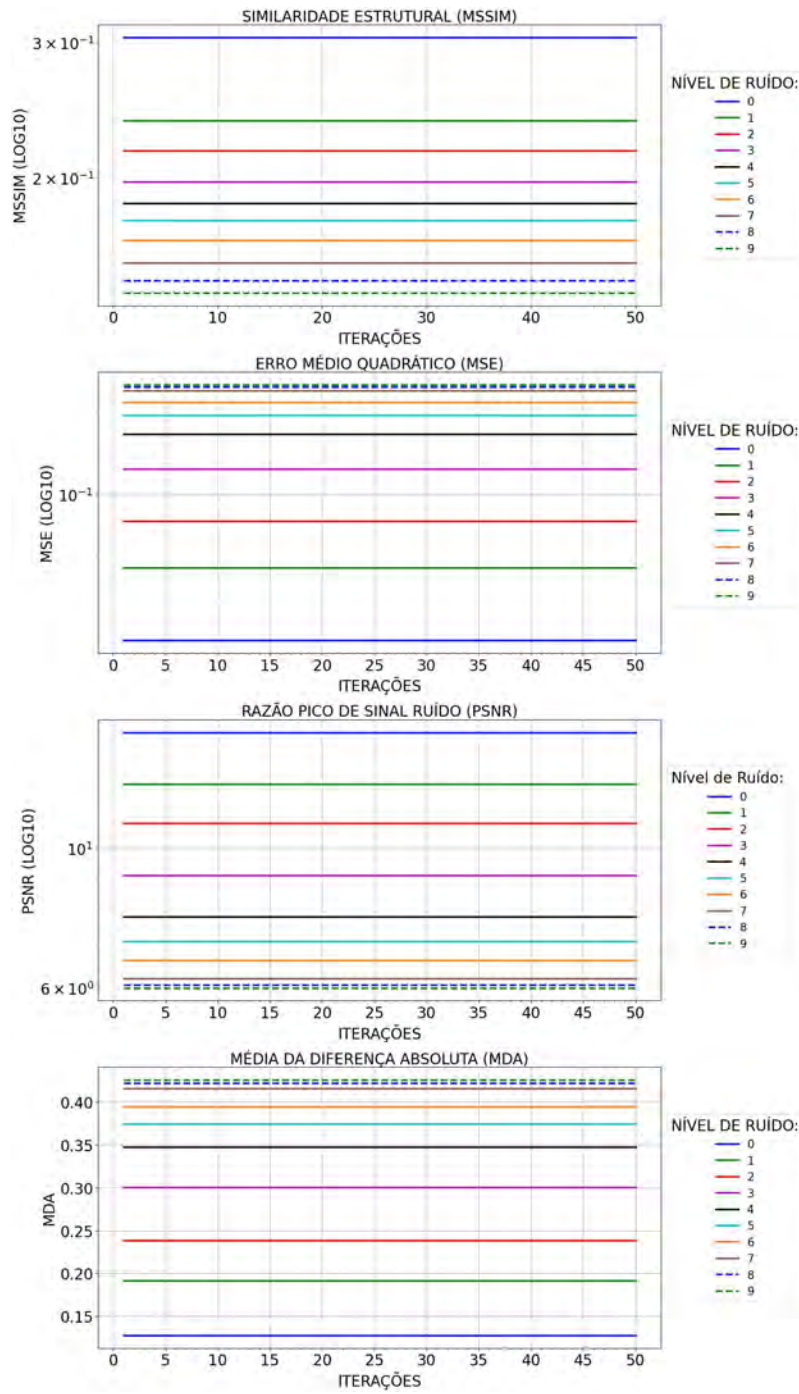 SIMILARIDADE ESTRUTURAL (MSSIM)
3 × 10⁻¹
2 × 10⁻¹
MSSIM (LOG10)
0 10 20 30 40 50
ITERAÇÕES
NÍVEL DE RUÍDO:
0
1
2
3
4
5
6
7
8
9
ERRO MÉDIO QUADRÁTICO (MSE)
10⁻¹
MSE (LOG10)
0 5 10 15 20 25 30 35 40 45 50
ITERAÇÕES
NÍVEL DE RUÍDO:
0
1
2
3
4
5
6
7
8
9
RAZÃO PICO DE SINAL RUÍDO (PSNR)
10¹
6 × 10⁰
PSNR (LOG10)
0 5 10 15 20 25 30 35 40 45 50
ITERAÇÕES
Nível de Ruído:
0
1
2
3
4
5
6
7
8
9
MÉDIA DA DIFERENÇA ABSOLUTA (MDA)
0.40
0.35
0.30
0.25
0.20
0.15
MDA
0 5 10 15 20 25 30 35 40 45 50
ITERAÇÕES
NÍVEL DE RUÍDO:
0
1
2
3
4
5
6
7
8
9